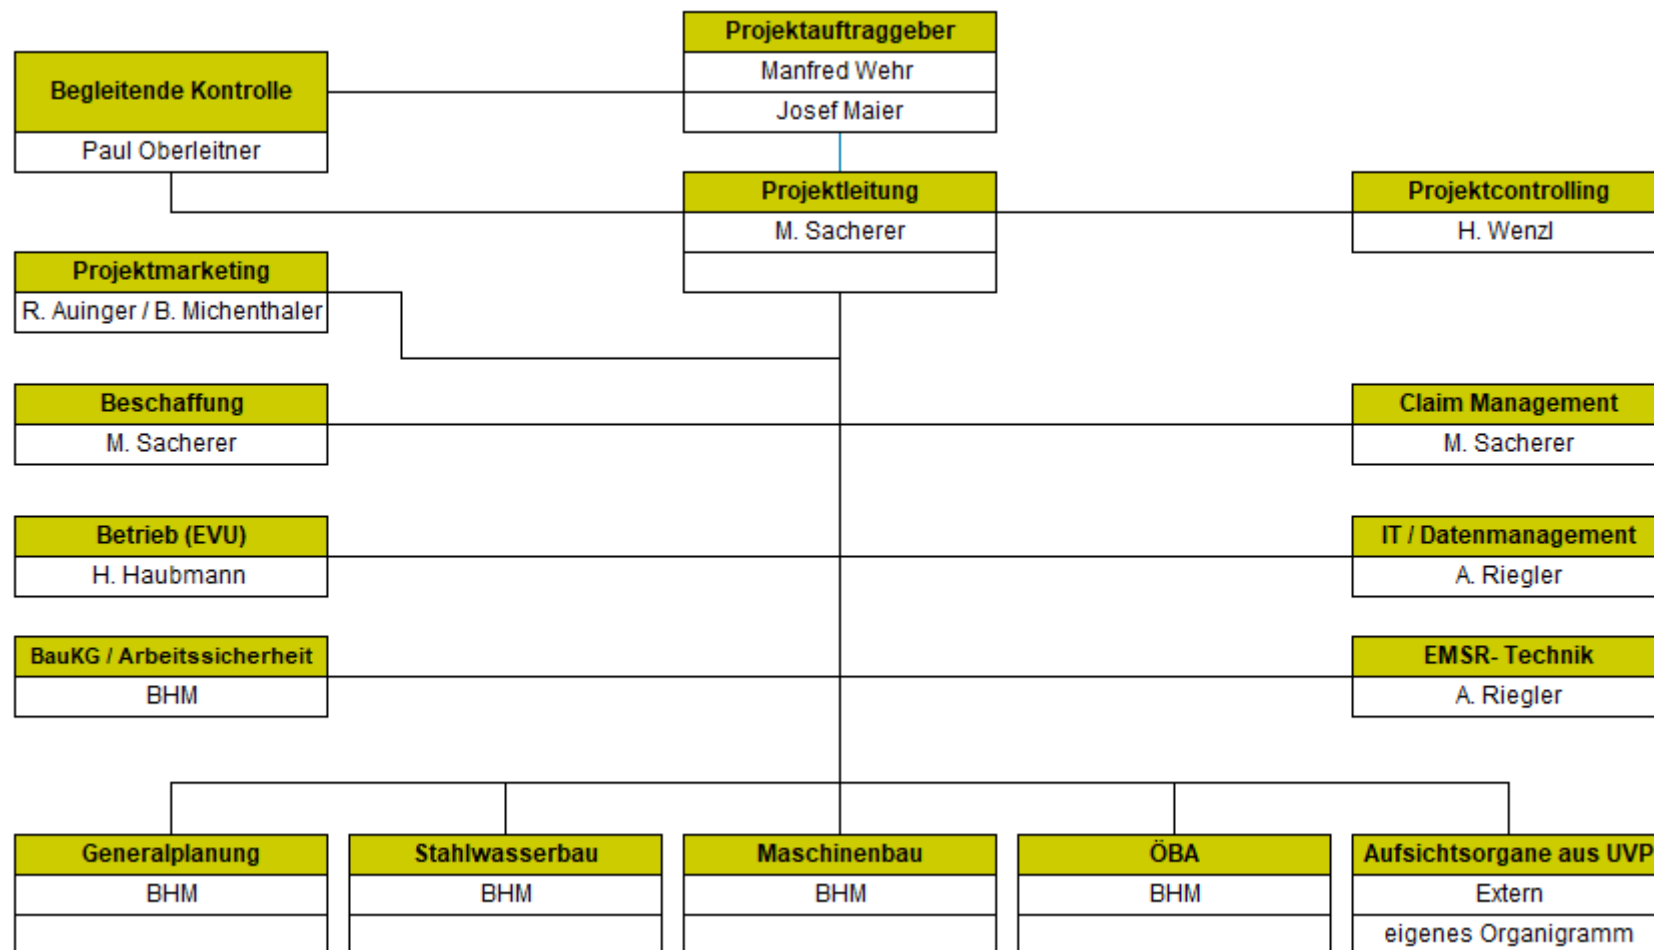 Projektauftraggeber
Manfred Wehr
Josef Maier
Begleitende Kontrolle
Paul Oberleitner
Projektleitung
M. Sacherer
Projektcontrolling
H. Wenzl
Projektmarketing
R. Auinger / B. Michenthaler
Beschaffung
M. Sacherer
Claim Management
M. Sacherer
Betrieb (EVU)
H. Haubmann
IT / Datenmanagement
A. Riegler
BauKG / Arbeitssicherheit
BHM
EMSR- Technik
A. Riegler
Generalplanung
BHM
Stahlwasserbau
BHM
Maschinenbau
BHM
ÖBA
BHM
Aufsichtsorgane aus UVP
Extern
eigenes Organigramm